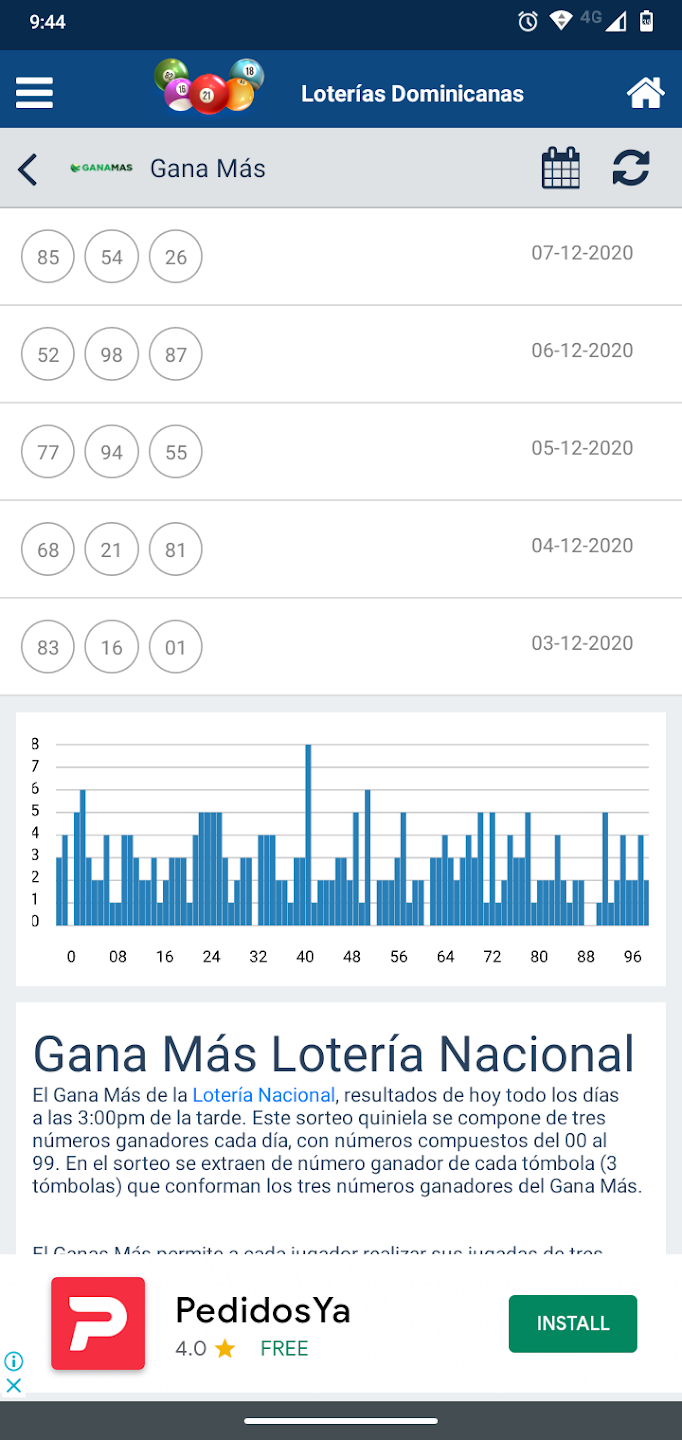 9:44
4G
18
16
21
Loterías Dominicanas
GANAMAS
Gana Más
85 54 26 07-12-2020
52 98 87 06-12-2020
77 94 55 05-12-2020
68 21 81 04-12-2020
83 16 01 03-12-2020
8
7
6
5
4
3
2
1
0
0 08 16 24 32 40 48 56 64 72 80 88 96
Gana Más Lotería Nacional
El Gana Más de la Lotería Nacional, resultados de hoy todo los días
a las 3:00pm de la tarde. Este sorteo quiniela se compone de tres
números ganadores cada día, con números compuestos del 00 al
99. En el sorteo se extraen de número ganador de cada tómbola (3
tómbolas) que conforman los tres números ganadores del Gana Más.
El Ganas Más permite a cada jugador realizar sus jugadas de tres
PedidosYa
4.0 ★ FREE
INSTALL